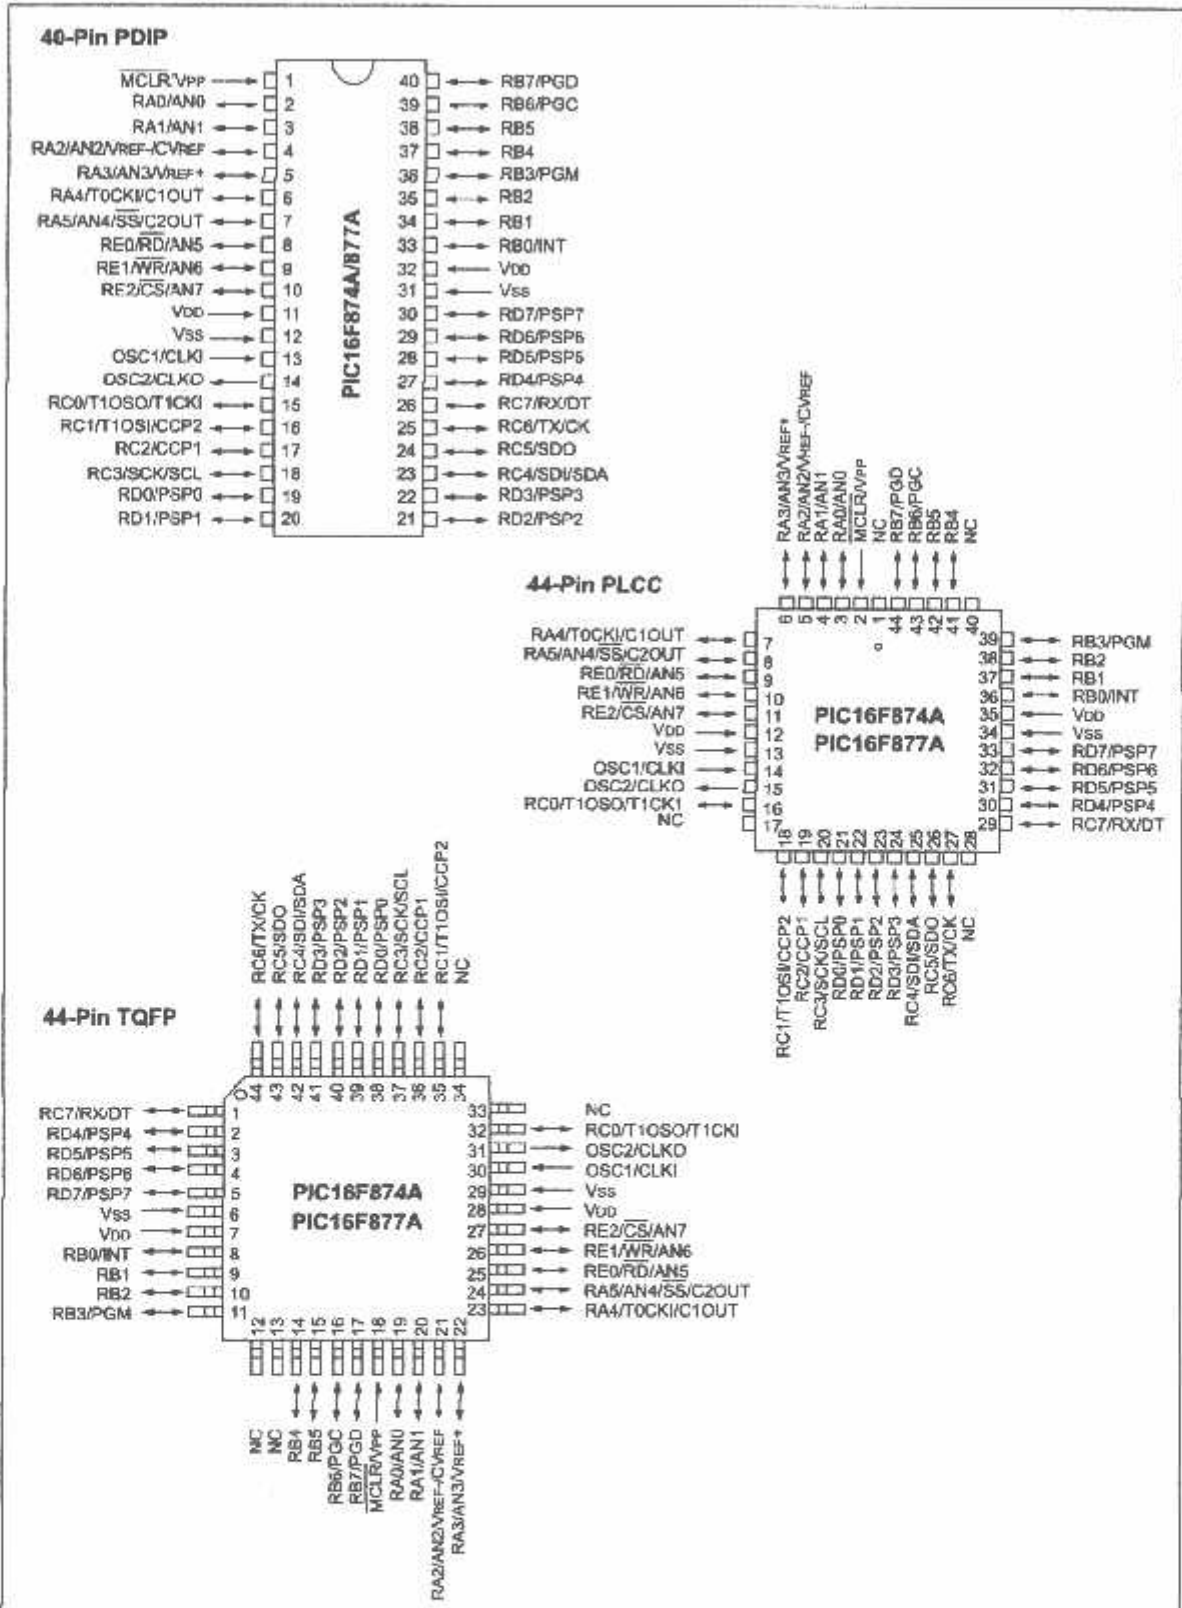 40-Pin PDIP
MCLR/VPP
RA0/AN0
RA1/AN1
RA2/AN2/VREF-/CVREF
RA3/AN3/VREF+
RA4/T0CKI/C1OUT
RA5/AN4/SS/C2OUT
RE0/RD/AN5
RE1/WR/AN6
RE2/CS/AN7
VDD
VSS
OSC1/CLKI
OSC2/CLKO
RC0/T1OSO/T1CKI
RC1/T1OSI/CCP2
RC2/CCP1
RC3/SCK/SCL
RD0/PSP0
RD1/PSP1
1
2
3
4
5
6
7
8
9
10
11
12
13
14
15
16
17
18
19
20
PIC16F874A/877A
40
39
38
37
36
35
34
33
32
31
30
29
28
27
26
25
24
23
22
21
RB7/PGD
RB6/PGC
RB5
RB4
RB3/PGM
RB2
RB1
RB0/INT
VDD
VSS
RD7/PSP7
RD6/PSP6
RD5/PSP5
RD4/PSP4
RC7/RX/DT
RC6/TX/CK
RC5/SDO
RC4/SDI/SDA
RD3/PSP3
RD2/PSP2
44-Pin PLCC
RA3/AN3/VREF+
RA2/AN2/VREF-/CVREF
RA1/AN1
RA0/AN0
MCLR/VPP
NC
RB7/PGD
RB6/PGC
RB5
RB4
NC
6
5
4
3
2
1
44
43
42
41
40
RA4/T0CKI/C1OUT
RA5/AN4/SS/C2OUT
RE0/RD/AN5
RE1/WR/AN6
RE2/CS/AN7
VDD
VSS
OSC1/CLKI
OSC2/CLKO
RC0/T1OSO/T1CK1
NC
7
8
9
10
11
12
13
14
15
16
17
PIC16F874A
PIC16F877A
39
38
37
36
35
34
33
32
31
30
29
RB3/PGM
RB2
RB1
RB0/INT
VDD
VSS
RD7/PSP7
RD6/PSP6
RD5/PSP5
RD4/PSP4
RC7/RX/DT
18
19
20
21
22
23
24
25
26
27
28
RC1/T1OSI/CCP2
RC2/CCP1
RC3/SCK/SCL
RD0/PSP0
RD1/PSP1
RD2/PSP2
RD3/PSP3
RC4/SDI/SDA
RC5/SDO
RC6/TX/CK
NC
44-Pin TQFP
RC6/TX/CK
RC5/SDO
RC4/SDI/SDA
RD3/PSP3
RD2/PSP2
RD1/PSP1
RD0/PSP0
RC3/SCK/SCL
RC2/CCP1
RC1/T1OSI/CCP2
NC
44
43
42
41
40
39
38
37
36
35
34
RC7/RX/DT
RD4/PSP4
RD5/PSP5
RD6/PSP6
RD7/PSP7
VSS
VDD
RB0/INT
RB1
RB2
RB3/PGM
1
2
3
4
5
6
7
8
9
10
11
PIC16F874A
PIC16F877A
33
32
31
30
29
28
27
26
25
24
23
NC
RC0/T1OSO/T1CKI
OSC2/CLKO
OSC1/CLKI
VSS
VDD
RE2/CS/AN7
RE1/WR/AN6
RE0/RD/AN5
RA5/AN4/SS/C2OUT
RA4/T0CKI/C1OUT
12
13
14
15
16
17
18
19
20
21
22
NC
NC
RB4
RB5
RB6/PGC
RB7/PGD
MCLR/VPP
RA0/AN0
RA1/AN1
RA2/AN2/VREF-/CVREF
RA3/AN3/VREF+